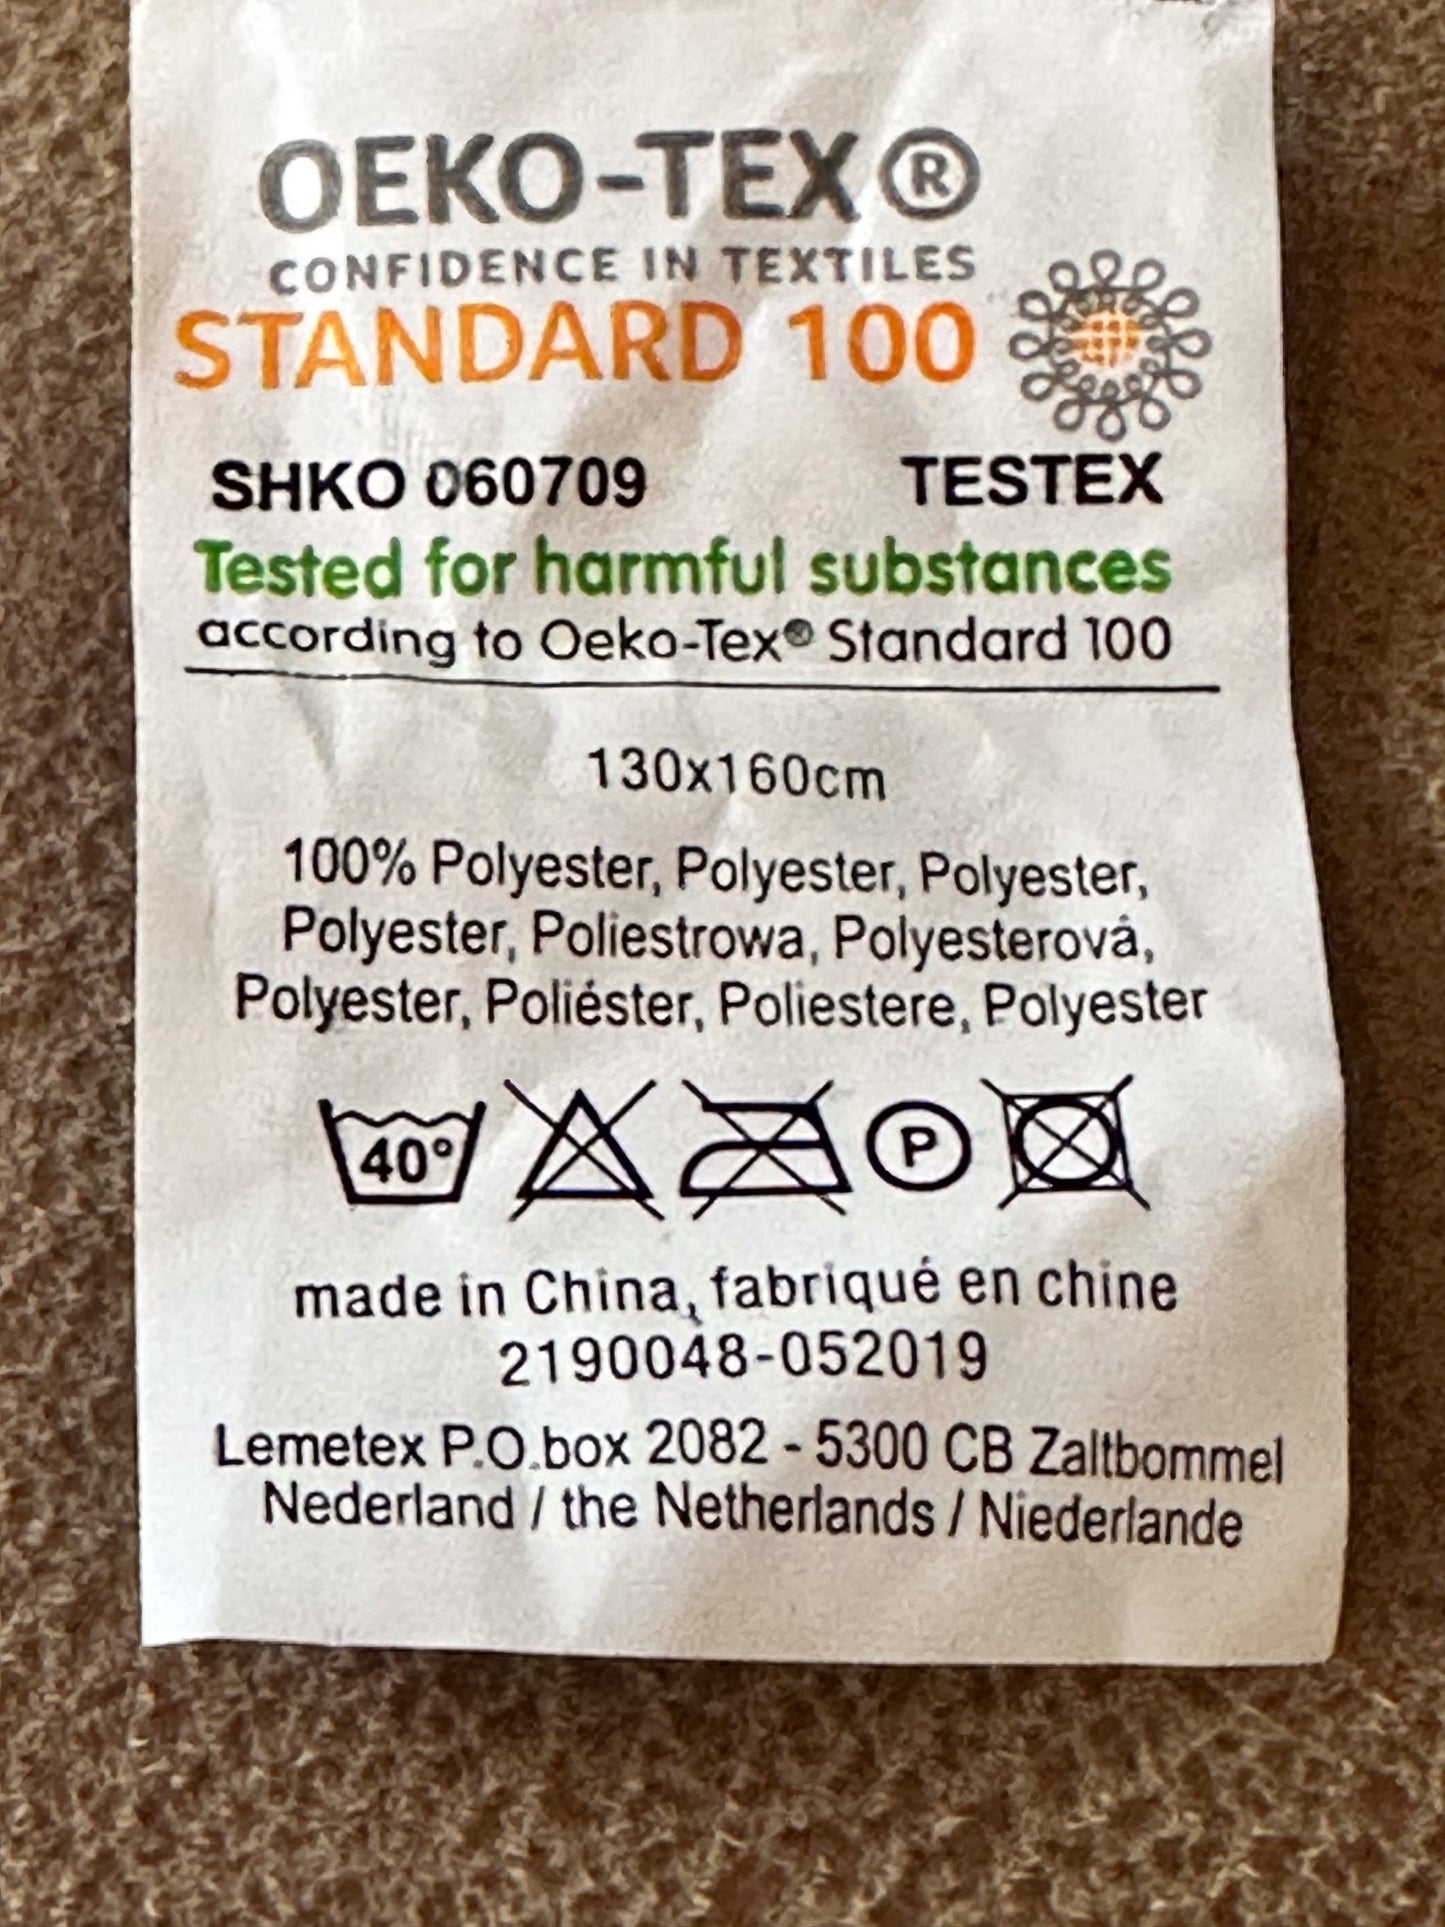 OEKO-TEX®
CONFIDENCE IN TEXTILES
STANDARD 100
SHKO 060709 TESTEX
Tested for harmful substances
according to Oeko-Tex® Standard 100
130x160cm
100% Polyester, Polyester, Polyester,
Polyester, Poliestrowa, Polyesterová,
Polyester, Poliéster, Poliestere, Polyester
40° P
made in China, fabriqué en chine
2190048-052019
Lemetex P.O.box 2082 - 5300 CB Zaltbommel
Nederland / the Netherlands / Niederlande